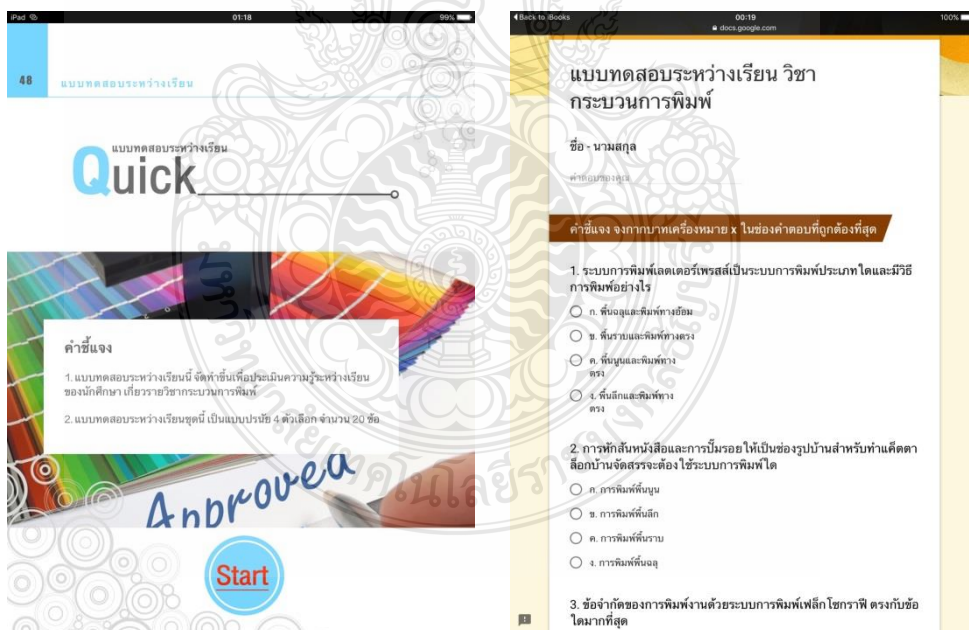 iPad
01:18
99%
48
แบบทดสอบระหว่างเรียน
แบบทดสอบระหว่างเรียน
Quick
คำชี้แจง
1. แบบทดสอบระหว่างเรียนนี้ จัดทำขึ้นเพื่อประเมินความรู้ระหว่างเรียน
ของนักศึกษา เกี่ยวรายวิชากระบวนการพิมพ์
2. แบบทดสอบระหว่างเรียนชุดนี้ เป็นแบบปรนัย 4 ตัวเลือก จำนวน 20 ข้อ
Approved
Start
Back to iBooks
00:19
100%
docs.google.com
แบบทดสอบระหว่างเรียน วิชา
กระบวนการพิมพ์
ชื่อ - นามสกุล
คำตอบของคุณ
คำชี้แจง จงกากบาทเครื่องหมาย x ในช่องคำตอบที่ถูกต้องที่สุด
1. ระบบการพิมพ์เลตเตอร์เพรสส์เป็นระบบการพิมพ์ประเภทใดและมีวิธี
การพิมพ์อย่างไร
ก. พื้นฉลุและพิมพ์ทางอ้อม
ข. พื้นราบและพิมพ์ทางตรง
ค. พื้นนูนและพิมพ์ทาง
ตรง
ง. พื้นลึกและพิมพ์ทาง
ตรง
2. การหักสันหนังสือและการปั๊มรอยให้เป็นช่องรูปบ้านสำหรับทำแค็ตตา
ล็อกบ้านจัดสรรจะต้องใช้ระบบการพิมพ์ใด
ก. การพิมพ์พื้นนูน
ข. การพิมพ์พื้นลึก
ค. การพิมพ์พื้นราบ
ง. การพิมพ์พื้นฉลุ
3. ข้อจำกัดของการพิมพ์งานด้วยระบบการพิมพ์เฟล็กโซกราฟี ตรงกับข้อ
ใดมากที่สุด